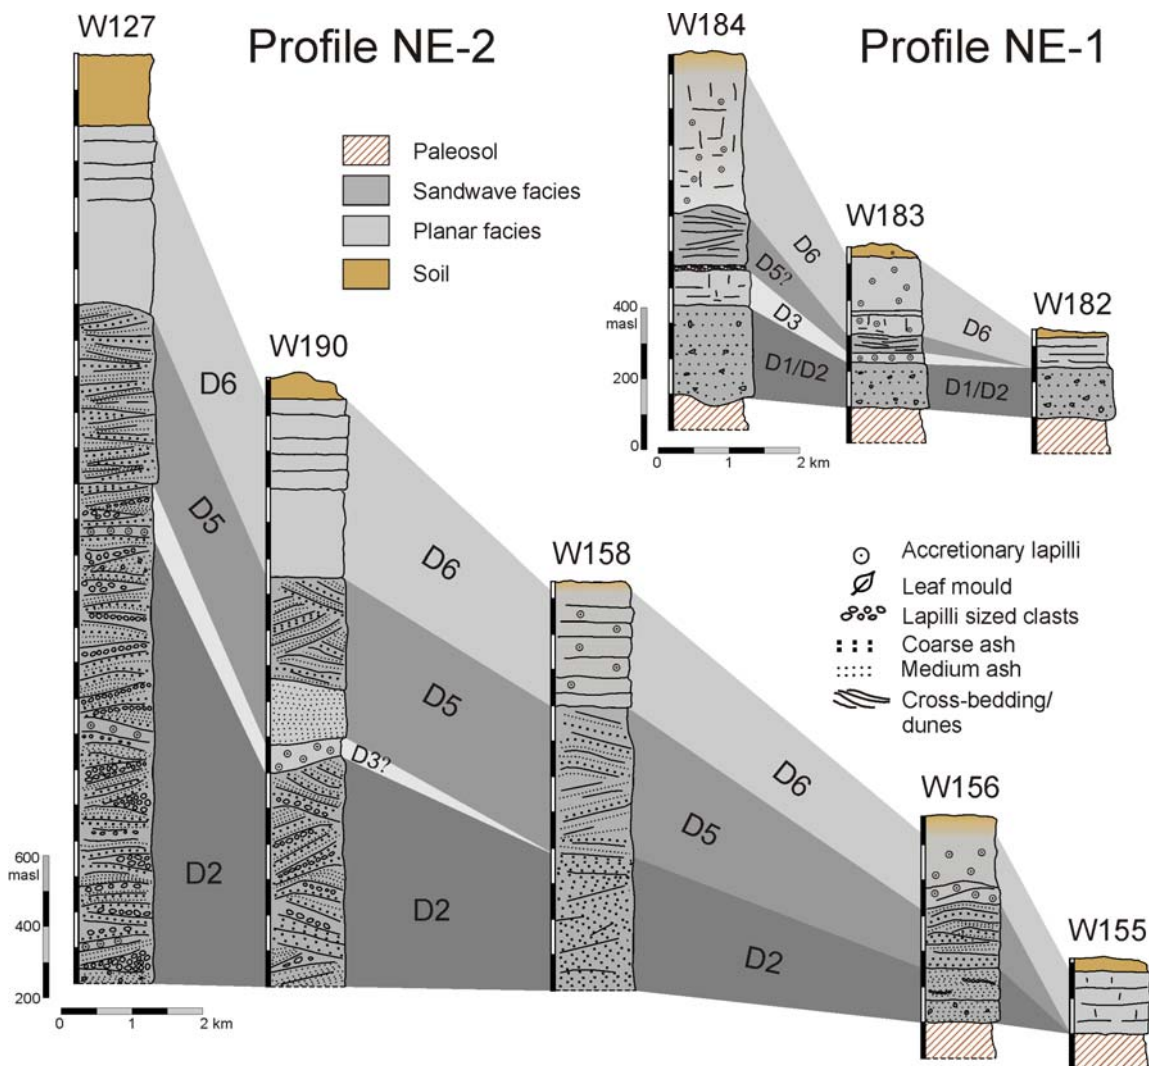 W127
Profile NE-2
W184
Profile NE-1
Paleosol
Sandwave facies
Planar facies
Soil
W183
W182
D6
D5?
D3
D6
D1/D2
D1/D2
400
masl
200
0
0
1
2 km
W190
D6
D5
D2
D6
D5
D3?
D2
W158
Accretionary lapilli
Leaf mould
Lapilli sized clasts
Coarse ash
Medium ash
Cross-bedding/
dunes
D6
D5
D2
W156
W155
600
masl
400
200
0
1
2 km